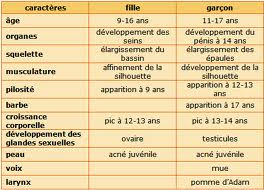 caractères fille garçon
âge 9-16 ans 11-17 ans
organes développement des seins développement du pénis à 14 ans
squelette élargissement du bassin élargissement des épaules
musculature affinement de la silhouette développement de la silhouette
pilosité apparition à 9 ans apparition à 12-13 ans
barbe apparition à 17 ans
croissance corporelle pic à 12-13 ans pic à 13-14 ans
développement des glandes sexuelles ovaire testicules
peau acné juvénile acné juvénile
voix mue
larynx pomme d'Adam